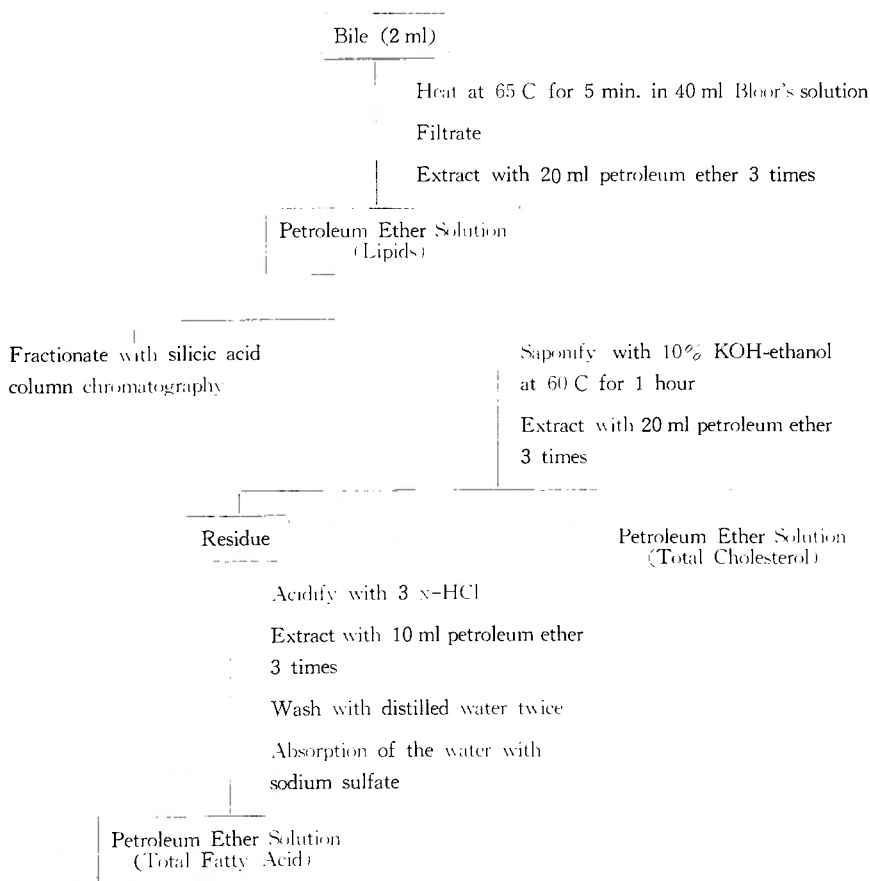 Bile (2 ml)
Heat at 65 C for 5 min. in 40 ml Bloor's solution
Filtrate
Extract with 20 ml petroleum ether 3 times
Petroleum Ether Solution
(Lipids)
Fractionate with silicic acid
column chromatography
Saponify with 10% KOH-ethanol
at 60 C for 1 hour
Extract with 20 ml petroleum ether
3 times
Residue
Petroleum Ether Solution
(Total Cholesterol)
Acidify with 3 N-HCl
Extract with 10 ml petroleum ether
3 times
Wash with distilled water twice
Absorption of the water with
sodium sulfate
Petroleum Ether Solution
(Total Fatty Acid)